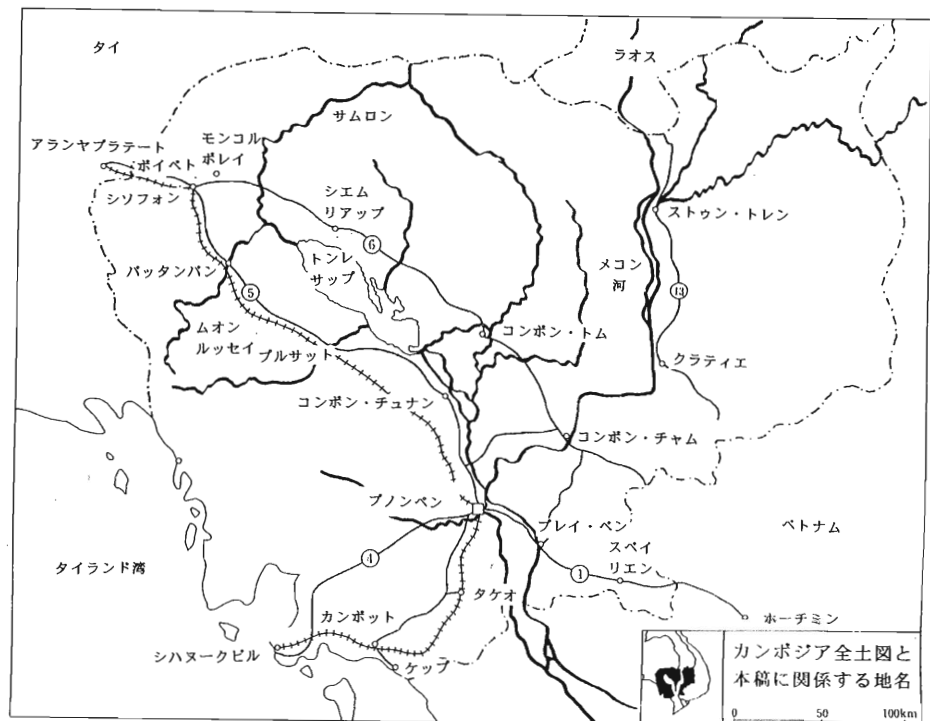 タイ
ラオス
サムロン
アランヤプラテート
モンコル
ボレイ
ポイペト
シソフォン
シエム
リアップ
⑥
ストゥン・トレン
トンレ
サップ
メコン
河
バッタンバン
⑤
⑬
コンポン・トム
ムオン
ルッセイ
プルサット
クラティエ
コンポン・チュナン
コンポン・チャム
プノンペン
プレイ・ベン
ベトナム
スベイ
リエン
④
①
タイランド湾
タケオ
カンポット
ホーチミン
シハヌークビル
ケップ
カンボジア全土図と
本稿に関係する地名
0 50 100km